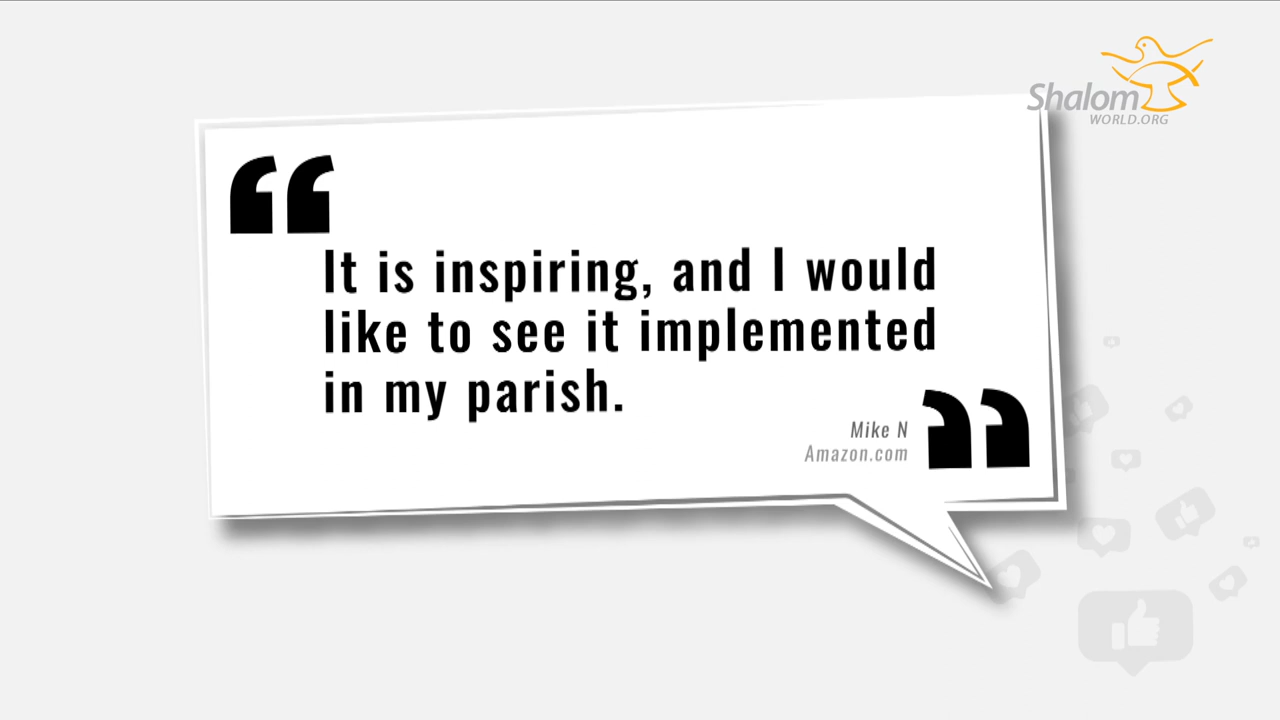 Shalom
WORLD.ORG
“
It is inspiring, and I would
like to see it implemented
in my parish.
Mike N
Amazon.com
”